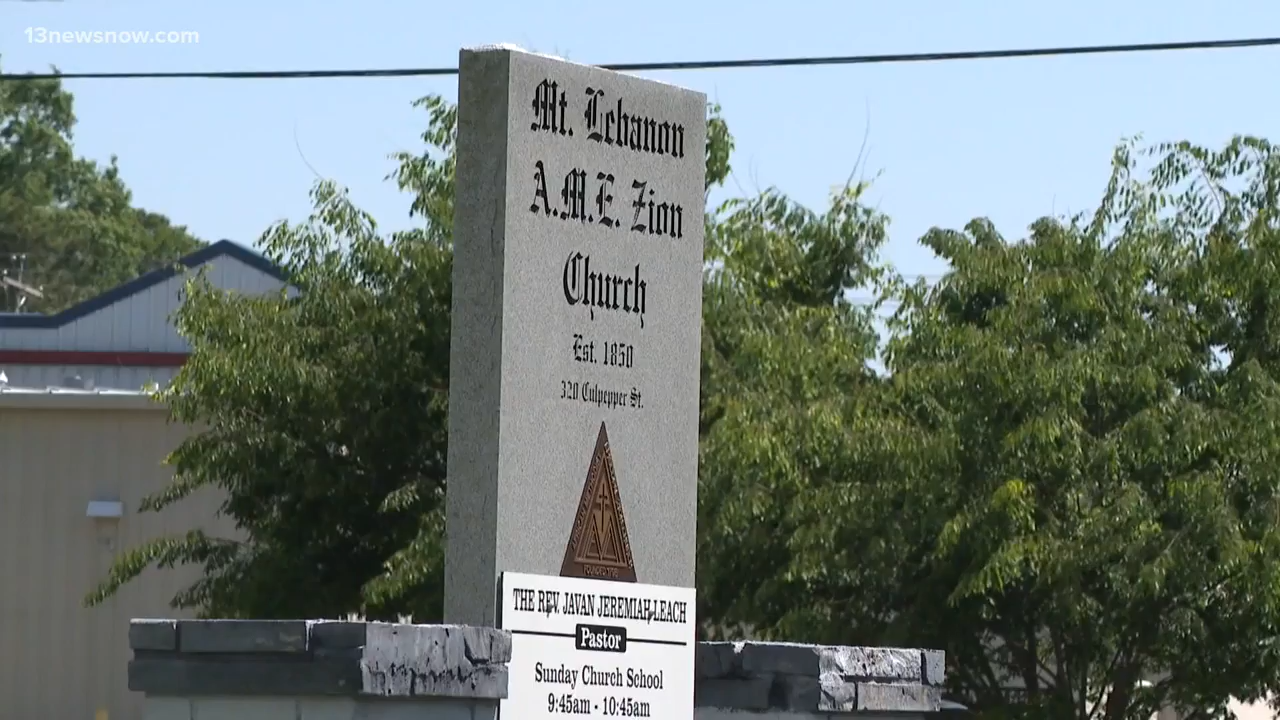 13newsnow.com
Mt. Lebanon
A.M.E. Zion
Church
Est. 1850
320 Culpepper St.
THE REV. JAVAN JEREMIAH LEACH
Pastor
Sunday Church School
9:45am - 10:45am